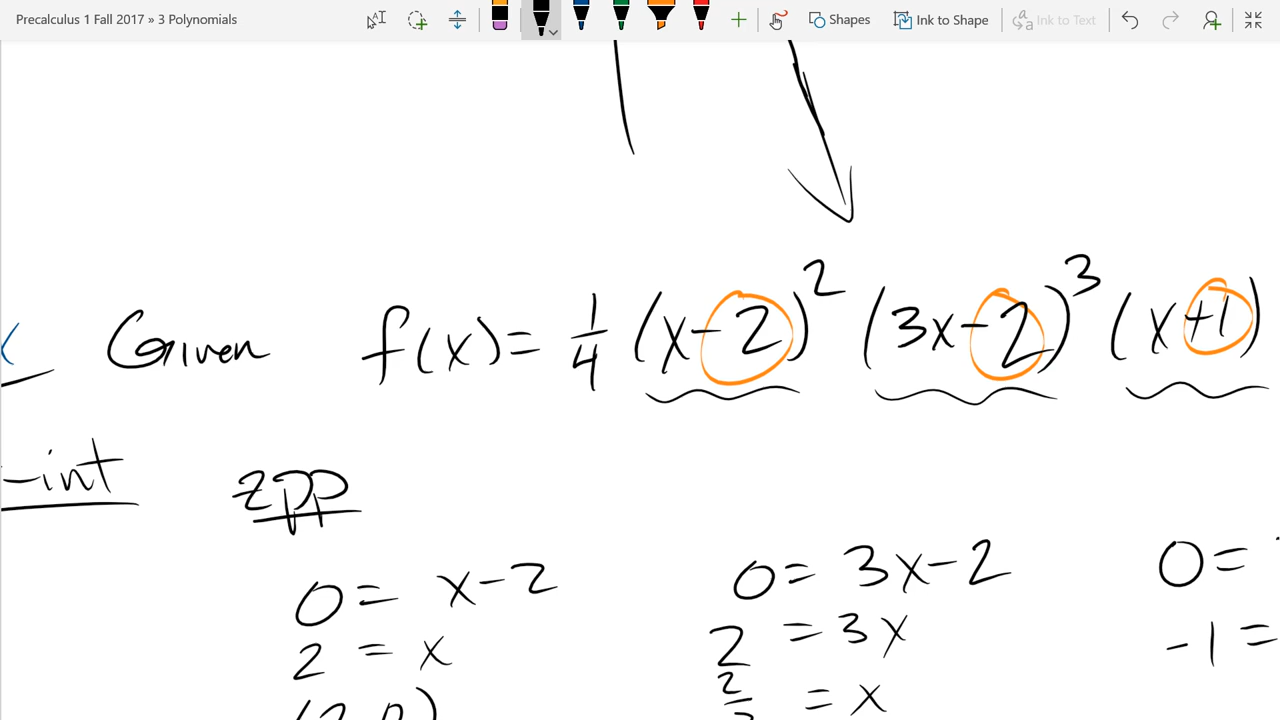 Precalculus 1 Fall 2017 » 3 Polynomials
Shapes
Ink to Shape
Ink to Text
Given f(x) = 1/4 (x-2)^2 (3x-2)^3 (x+1)
-int
ZPP
0 = x-2
0 = 3x-2
0 =
2 = x
2 = 3x
-1 =
(2,0)
= x